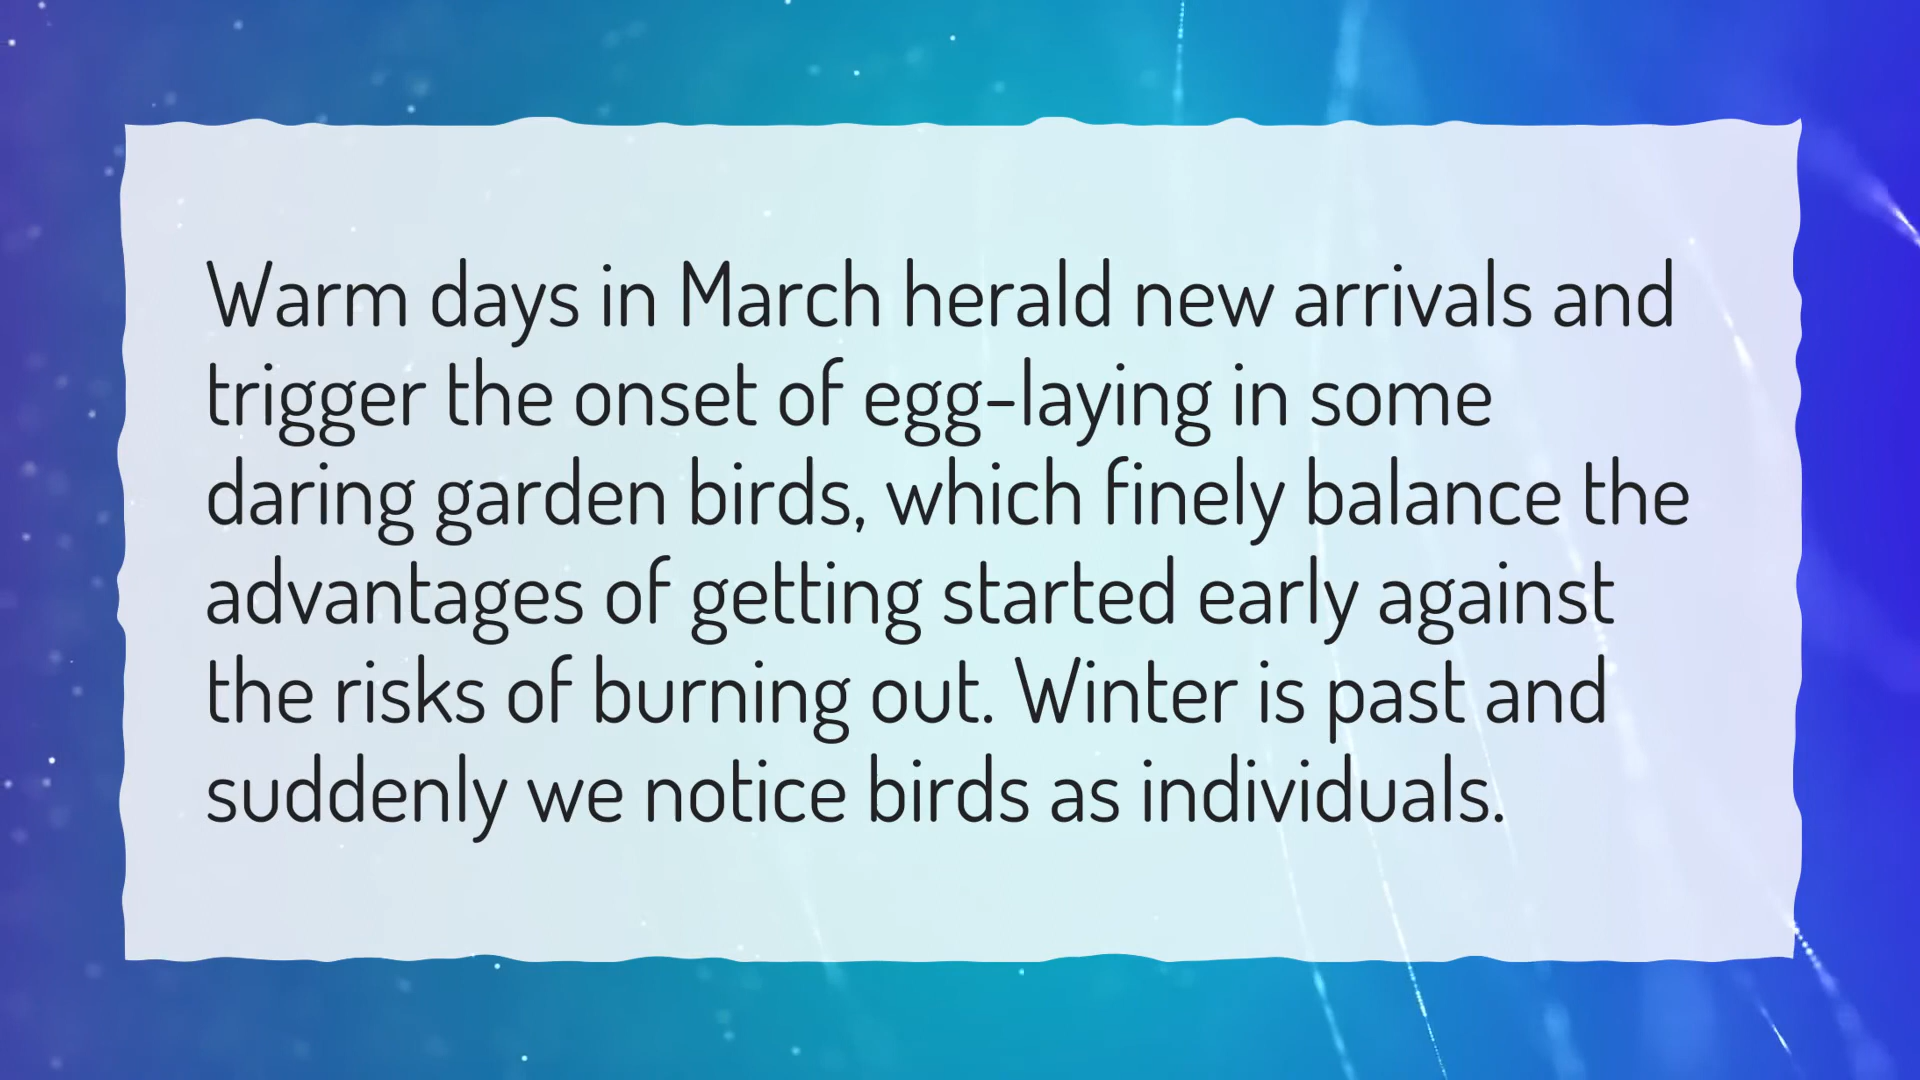 Warm days in March herald new arrivals and
trigger the onset of egg-laying in some
daring garden birds, which finely balance the
advantages of getting started early against
the risks of burning out. Winter is past and
suddenly we notice birds as individuals.